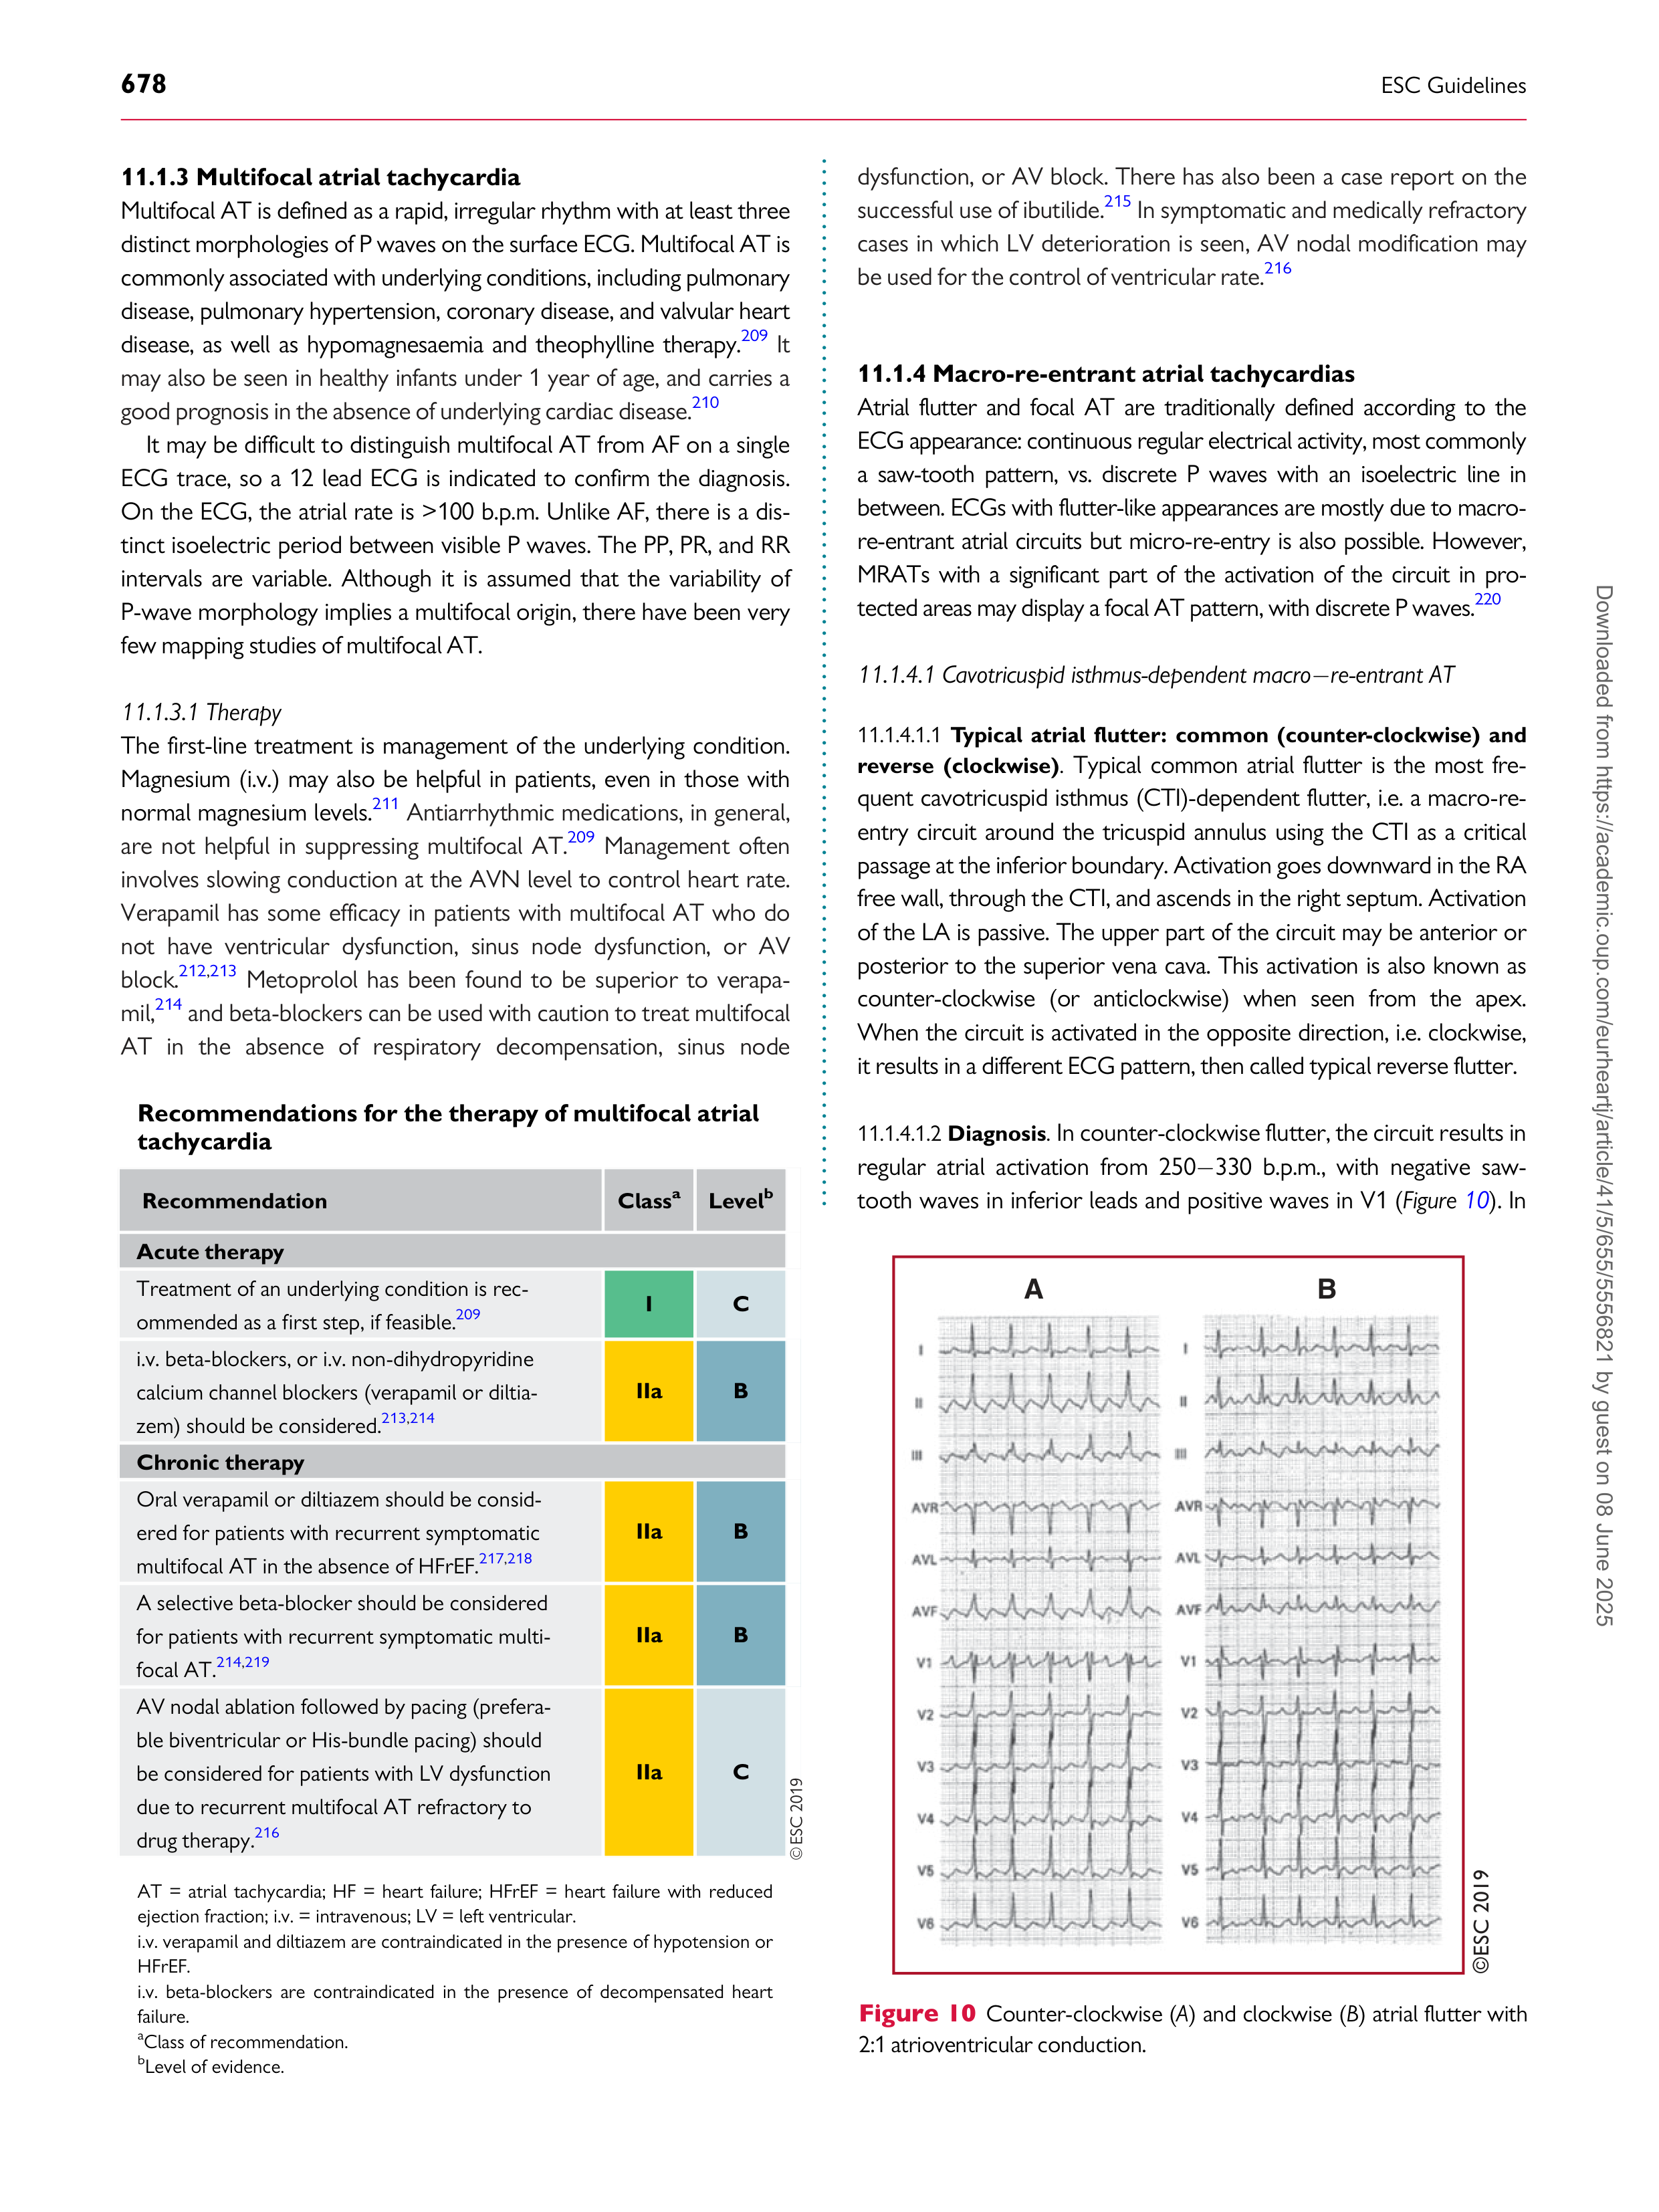 678
ESC Guidelines
11.1.3 Multifocal atrial tachycardia
Multifocal AT is defined as a rapid, irregular rhythm with at least three
distinct morphologies of P waves on the surface ECG. Multifocal AT is
commonly associated with underlying conditions, including pulmonary
disease, pulmonary hypertension, coronary disease, and valvular heart
disease, as well as hypomagnesaemia and theophylline therapy.209 It
may also be seen in healthy infants under 1 year of age, and carries a
good prognosis in the absence of underlying cardiac disease.210
It may be difficult to distinguish multifocal AT from AF on a single
ECG trace, so a 12 lead ECG is indicated to confirm the diagnosis.
On the ECG, the atrial rate is >100 b.p.m. Unlike AF, there is a dis-
tinct isoelectric period between visible P waves. The PP, PR, and RR
intervals are variable. Although it is assumed that the variability of
P-wave morphology implies a multifocal origin, there have been very
few mapping studies of multifocal AT.
11.1.3.1 Therapy
The first-line treatment is management of the underlying condition.
Magnesium (i.v.) may also be helpful in patients, even in those with
normal magnesium levels.211 Antiarrhythmic medications, in general,
are not helpful in suppressing multifocal AT.209 Management often
involves slowing conduction at the AVN level to control heart rate.
Verapamil has some efficacy in patients with multifocal AT who do
not have ventricular dysfunction, sinus node dysfunction, or AV
block.212,213 Metoprolol has been found to be superior to verapa-
mil,214 and beta-blockers can be used with caution to treat multifocal
AT in the absence of respiratory decompensation, sinus node
Recommendations for the therapy of multifocal atrial
tachycardia
Recommendation Classa Levelb
Acute therapy
Treatment of an underlying condition is rec-
ommended as a first step, if feasible.209
I C
i.v. beta-blockers, or i.v. non-dihydropyridine
calcium channel blockers (verapamil or diltia-
zem) should be considered.213,214
IIa B
Chronic therapy
Oral verapamil or diltiazem should be consid-
ered for patients with recurrent symptomatic
multifocal AT in the absence of HFrEF.217,218
IIa B
A selective beta-blocker should be considered
for patients with recurrent symptomatic multi-
focal AT.214,219
IIa B
AV nodal ablation followed by pacing (prefera-
ble biventricular or His-bundle pacing) should
be considered for patients with LV dysfunction
due to recurrent multifocal AT refractory to
drug therapy.216
IIa C
©ESC 2019
AT = atrial tachycardia; HF = heart failure; HFrEF = heart failure with reduced
ejection fraction; i.v. = intravenous; LV = left ventricular.
i.v. verapamil and diltiazem are contraindicated in the presence of hypotension or
HFrEF.
i.v. beta-blockers are contraindicated in the presence of decompensated heart
failure.
aClass of recommendation.
bLevel of evidence.
dysfunction, or AV block. There has also been a case report on the
successful use of ibutilide.215 In symptomatic and medically refractory
cases in which LV deterioration is seen, AV nodal modification may
be used for the control of ventricular rate.216
11.1.4 Macro-re-entrant atrial tachycardias
Atrial flutter and focal AT are traditionally defined according to the
ECG appearance: continuous regular electrical activity, most commonly
a saw-tooth pattern, vs. discrete P waves with an isoelectric line in
between. ECGs with flutter-like appearances are mostly due to macro-
re-entrant atrial circuits but micro-re-entry is also possible. However,
MRATs with a significant part of the activation of the circuit in pro-
tected areas may display a focal AT pattern, with discrete P waves.220
11.1.4.1 Cavotricuspid isthmus-dependent macro–re-entrant AT
11.1.4.1.1 Typical atrial flutter: common (counter-clockwise) and
reverse (clockwise). Typical common atrial flutter is the most fre-
quent cavotricuspid isthmus (CTI)-dependent flutter, i.e. a macro-re-
entry circuit around the tricuspid annulus using the CTI as a critical
passage at the inferior boundary. Activation goes downward in the RA
free wall, through the CTI, and ascends in the right septum. Activation
of the LA is passive. The upper part of the circuit may be anterior or
posterior to the superior vena cava. This activation is also known as
counter-clockwise (or anticlockwise) when seen from the apex.
When the circuit is activated in the opposite direction, i.e. clockwise,
it results in a different ECG pattern, then called typical reverse flutter.
11.1.4.1.2 Diagnosis. In counter-clockwise flutter, the circuit results in
regular atrial activation from 250–330 b.p.m., with negative saw-
tooth waves in inferior leads and positive waves in V1 (Figure 10). In
A B
I I
II II
III III
AVR AVR
AVL AVL
AVF AVF
V1 V1
V2 V2
V3 V3
V4 V4
V5 V5
V6 V6
©ESC 2019
Figure 10 Counter-clockwise (A) and clockwise (B) atrial flutter with
2:1 atrioventricular conduction.
Downloaded from https://academic.oup.com/eurheartj/article/41/5/655/5556821 by guest on 08 June 2025